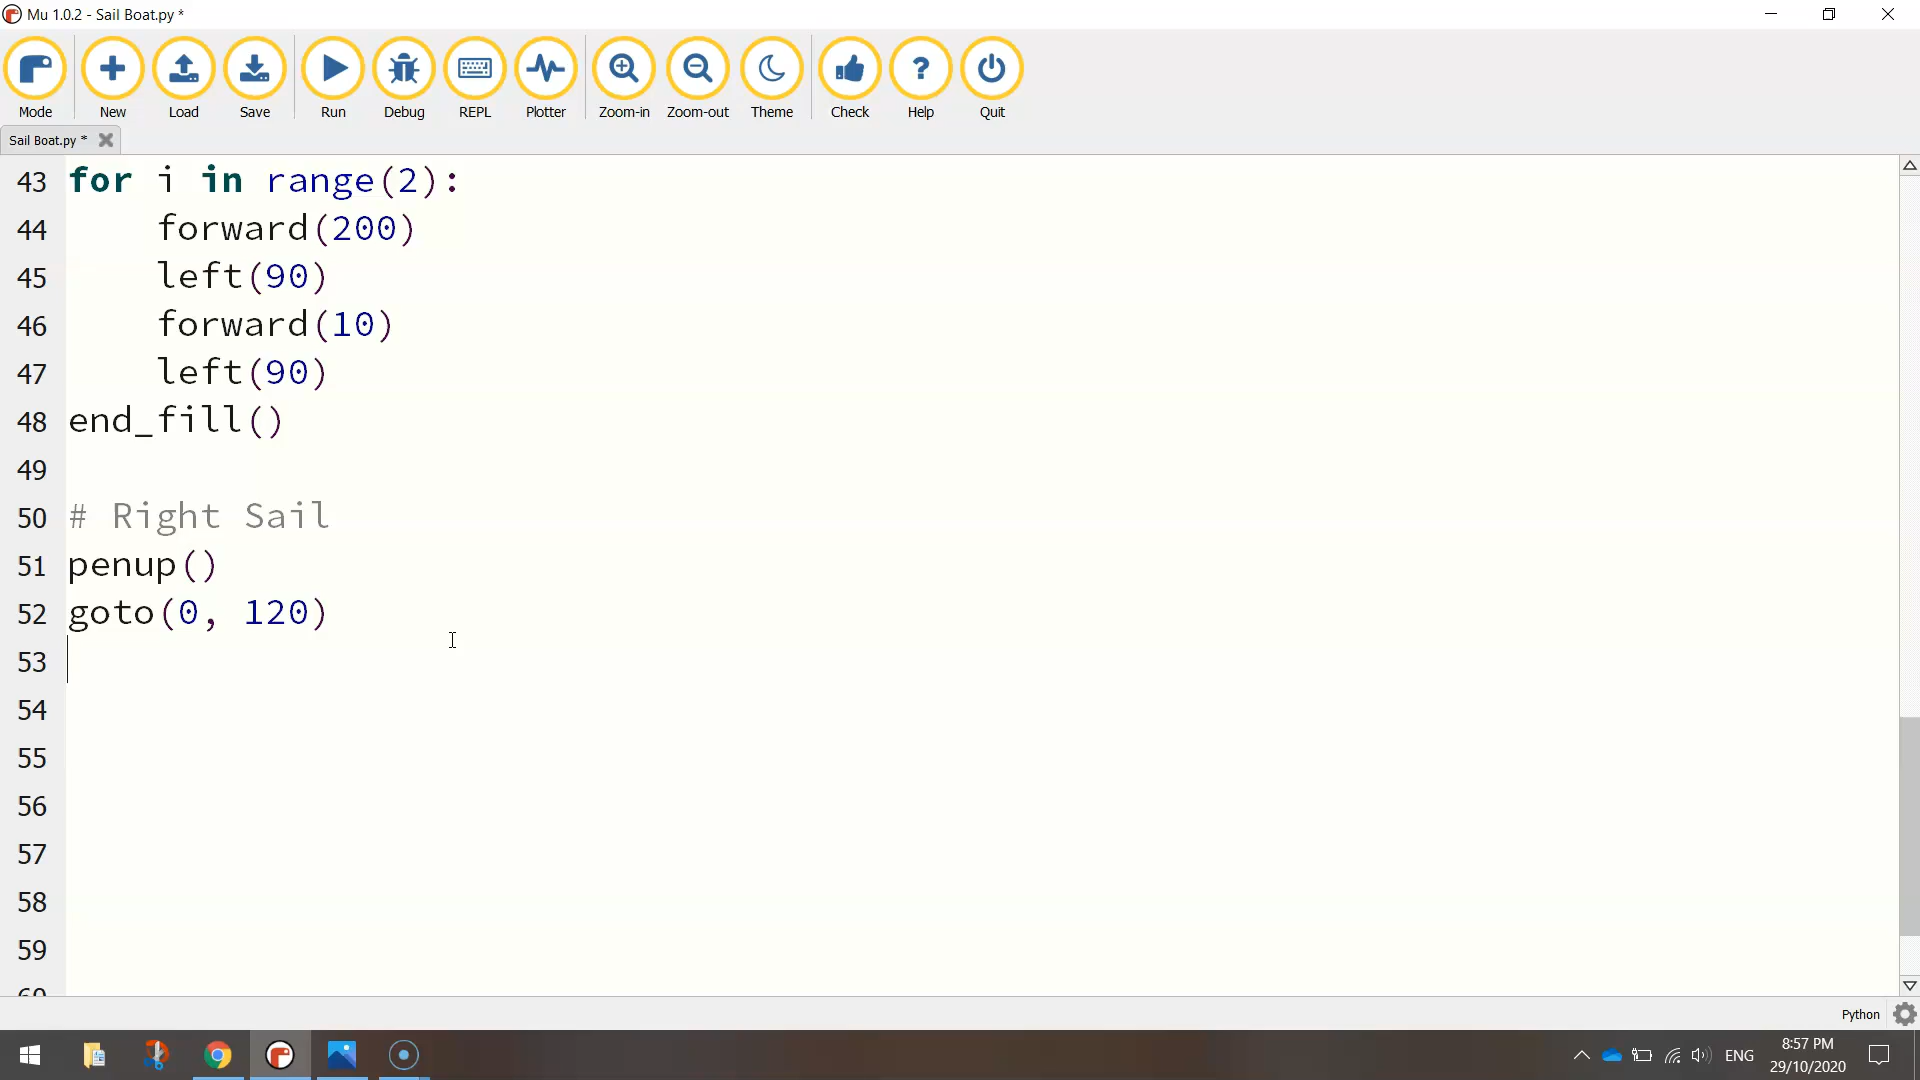 Mu 1.0.2 - Sail Boat.py *
Mode New Load Save Run Debug REPL Plotter Zoom-in Zoom-out Theme Check Help Quit
Sail Boat.py *
43 for i in range(2):
44     forward(200)
45     left(90)
46     forward(10)
47     left(90)
48 end_fill()
49
50 # Right Sail
51 penup()
52 goto(0, 120)
53
54
55
56
57
58
59
60
Python
ENG
8:57 PM
29/10/2020